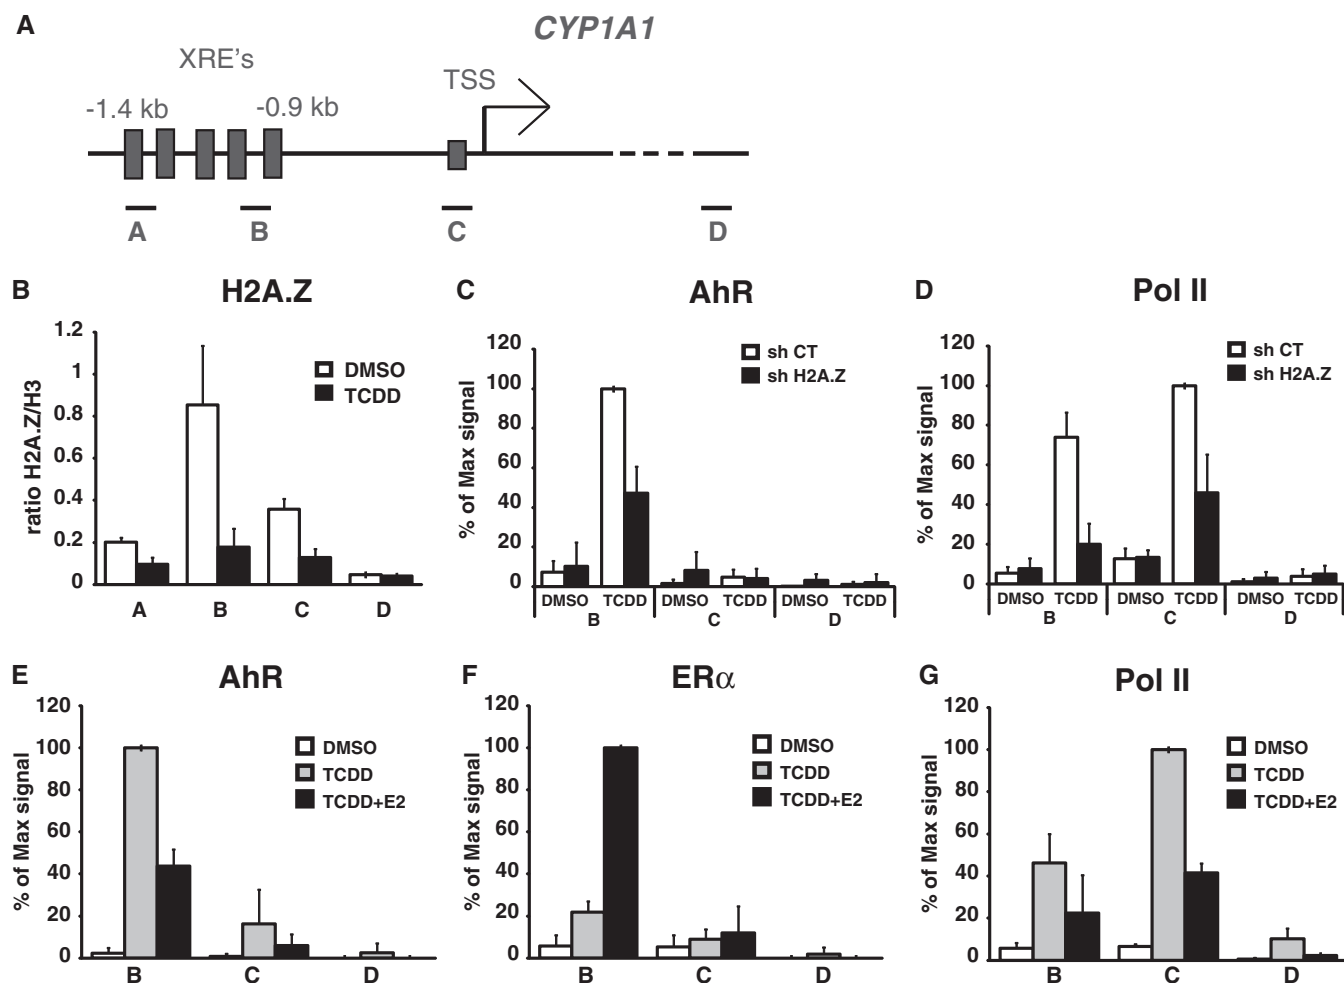 A
CYP1A1
XRE's
TSS
-1.4 kb
-0.9 kb
A
B
C
D
B
H2A.Z
ratio H2A.Z/H3
1.2
1
0.8
0.6
0.4
0.2
0
DMSO
TCDD
A
B
C
D
C
AhR
% of Max signal
120
100
80
60
40
20
0
sh CT
sh H2A.Z
DMSO TCDD DMSO TCDD DMSO TCDD
B
C
D
D
Pol II
% of Max signal
120
100
80
60
40
20
0
sh CT
sh H2A.Z
DMSO TCDD DMSO TCDD DMSO TCDD
B
C
D
E
AhR
% of Max signal
120
100
80
60
40
20
0
DMSO
TCDD
TCDD+E2
B
C
D
F
ERα
% of Max signal
120
100
80
60
40
20
0
DMSO
TCDD
TCDD+E2
B
C
D
G
Pol II
% of Max signal
120
100
80
60
40
20
0
DMSO
TCDD
TCDD+E2
B
C
D